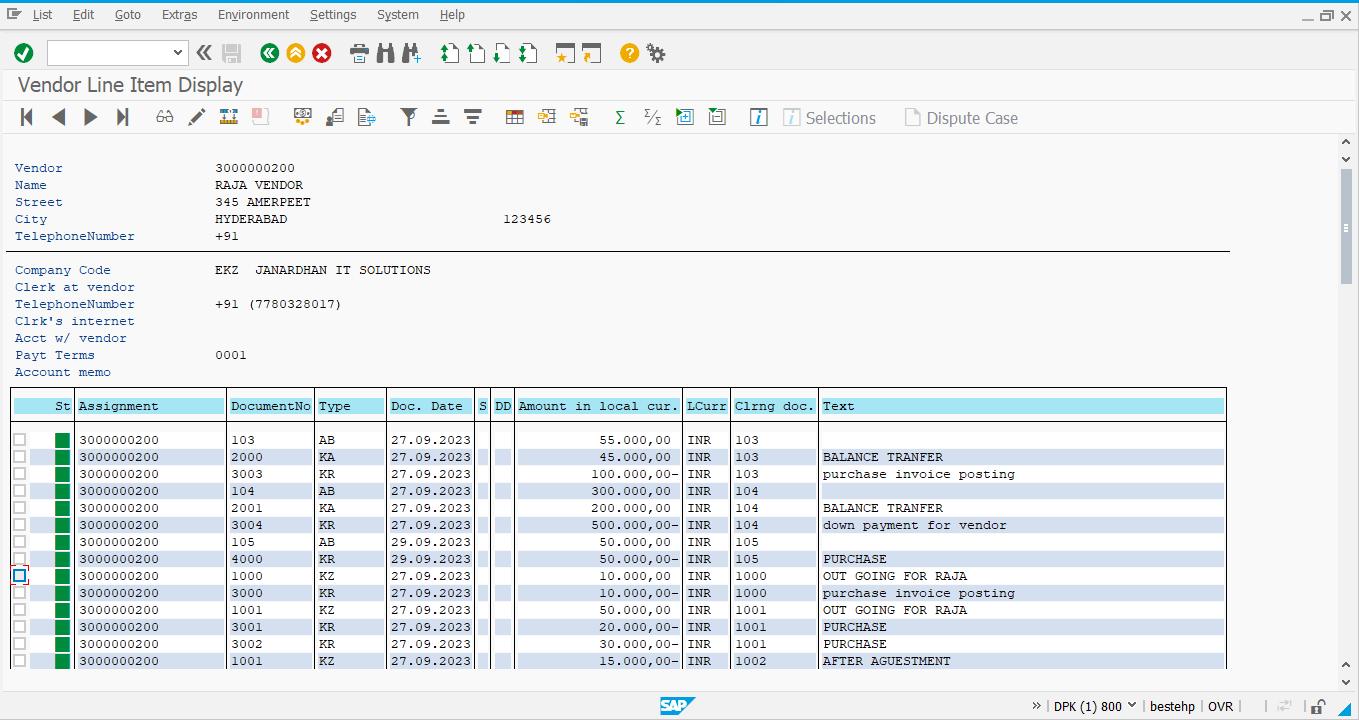 List Edit Goto Extras Environment Settings System Help
Vendor Line Item Display
Selections Dispute Case
Vendor 3000000200
Name RAJA VENDOR
Street 345 AMERPEET
City HYDERABAD 123456
TelephoneNumber +91
Company Code EKZ JANARDHAN IT SOLUTIONS
Clerk at vendor
TelephoneNumber +91 (7780328017)
Clrk's internet
Acct w/ vendor
Payt Terms 0001
Account memo
St Assignment DocumentNo Type Doc. Date S DD Amount in local cur. LCurr Clrng doc. Text
3000000200 103 AB 27.09.2023 55.000,00 INR 103
3000000200 2000 KA 27.09.2023 45.000,00 INR 103 BALANCE TRANFER
3000000200 3003 KR 27.09.2023 100.000,00- INR 103 purchase invoice posting
3000000200 104 AB 27.09.2023 300.000,00 INR 104
3000000200 2001 KA 27.09.2023 200.000,00 INR 104 BALANCE TRANFER
3000000200 3004 KR 27.09.2023 500.000,00- INR 104 down payment for vendor
3000000200 105 AB 29.09.2023 50.000,00 INR 105
3000000200 4000 KR 29.09.2023 50.000,00- INR 105 PURCHASE
3000000200 1000 KZ 27.09.2023 10.000,00 INR 1000 OUT GOING FOR RAJA
3000000200 3000 KR 27.09.2023 10.000,00- INR 1000 purchase invoice posting
3000000200 1001 KZ 27.09.2023 50.000,00 INR 1001 OUT GOING FOR RAJA
3000000200 3001 KR 27.09.2023 20.000,00- INR 1001 PURCHASE
3000000200 3002 KR 27.09.2023 30.000,00- INR 1001 PURCHASE
3000000200 1001 KZ 27.09.2023 15.000,00- INR 1002 AFTER AGUESTMENT
SAP DPK (1) 800 bestehp OVR